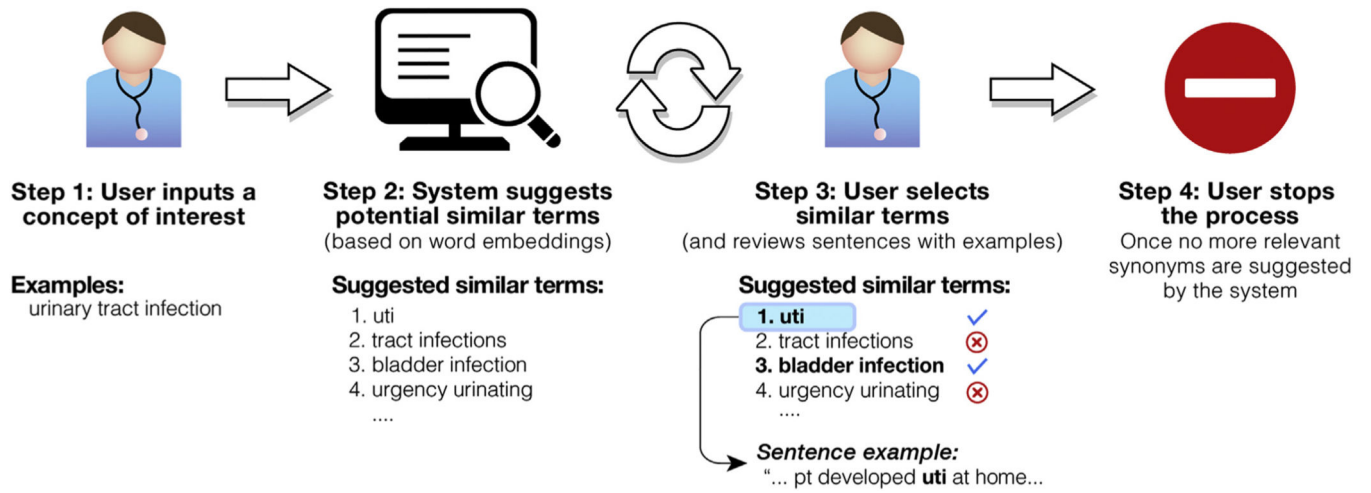 Step 1: User inputs a
concept of interest
Examples:
urinary tract infection
Step 2: System suggests
potential similar terms
(based on word embeddings)
Suggested similar terms:
1. uti
2. tract infections
3. bladder infection
4. urgency urinating
....
Step 3: User selects
similar terms
(and reviews sentences with examples)
Suggested similar terms:
1. uti
2. tract infections
3. bladder infection
4. urgency urinating
....
Sentence example:
“... pt developed uti at home...
Step 4: User stops
the process
Once no more relevant
synonyms are suggested
by the system